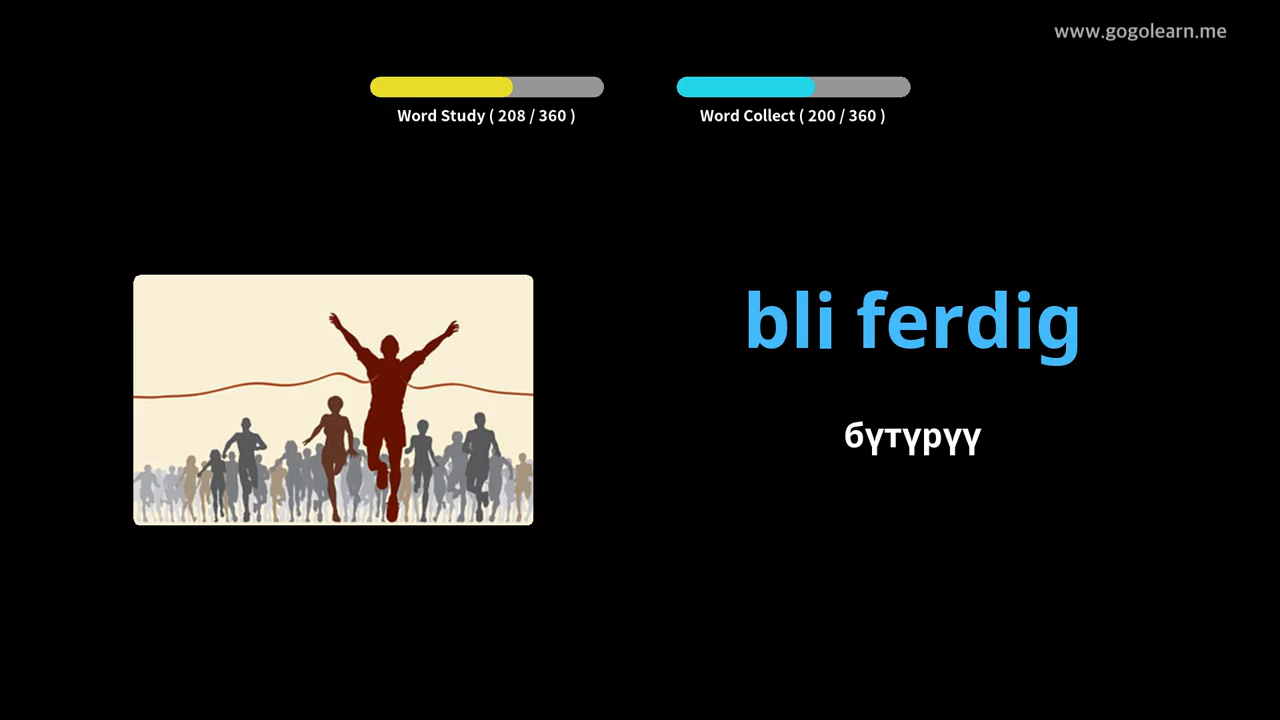 www.gogolearn.me
Word Study ( 208 / 360 )
Word Collect ( 200 / 360 )
bli ferdig
бүтүрүү